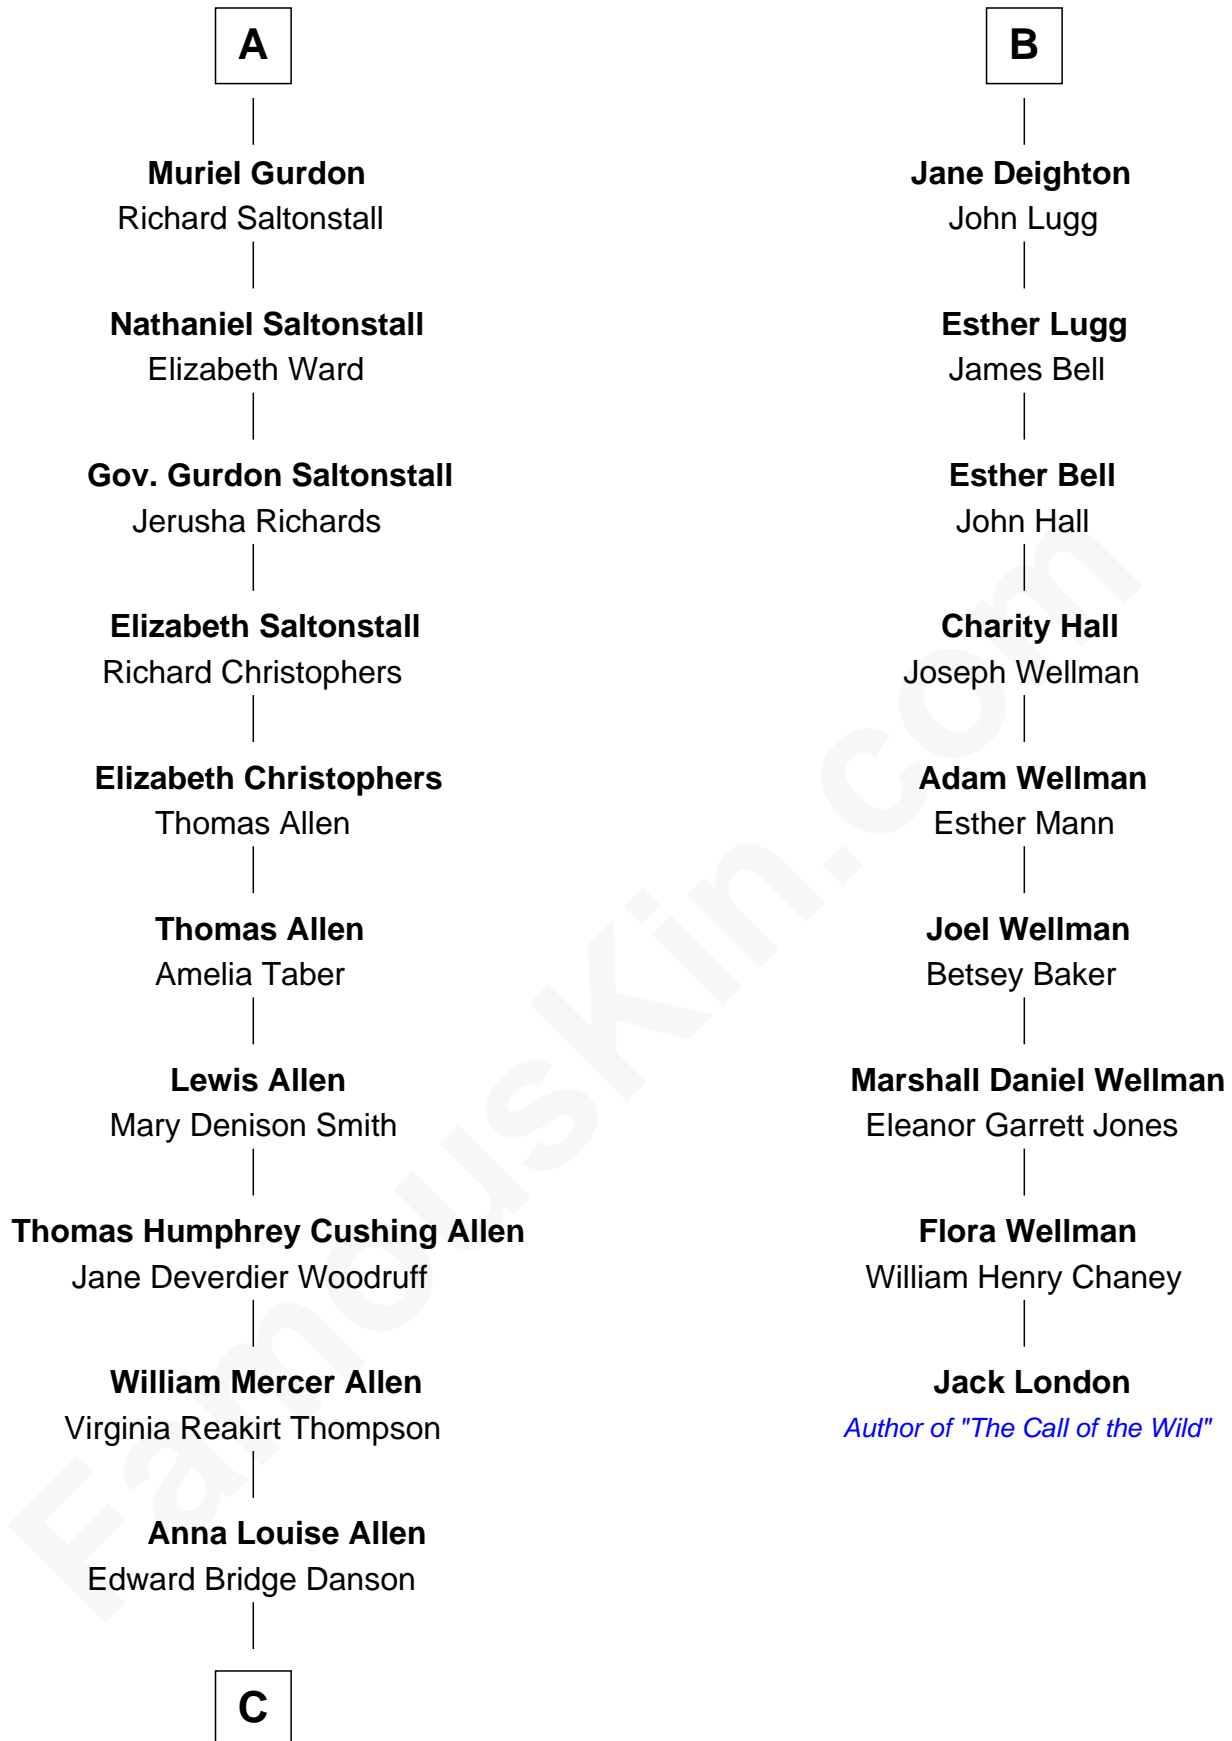 A
Muriel Gurdon
Richard Saltonstall
Nathaniel Saltonstall
Elizabeth Ward
Gov. Gurdon Saltonstall
Jerusha Richards
Elizabeth Saltonstall
Richard Christophers
Elizabeth Christophers
Thomas Allen
Thomas Allen
Amelia Taber
Lewis Allen
Mary Denison Smith
Thomas Humphrey Cushing Allen
Jane Deverdier Woodruff
William Mercer Allen
Virginia Reakirt Thompson
Anna Louise Allen
Edward Bridge Danson
C
B
Jane Deighton
John Lugg
Esther Lugg
James Bell
Esther Bell
John Hall
Charity Hall
Joseph Wellman
Adam Wellman
Esther Mann
Joel Wellman
Betsey Baker
Marshall Daniel Wellman
Eleanor Garrett Jones
Flora Wellman
William Henry Chaney
Jack London
Author of "The Call of the Wild"
FamousKin.com